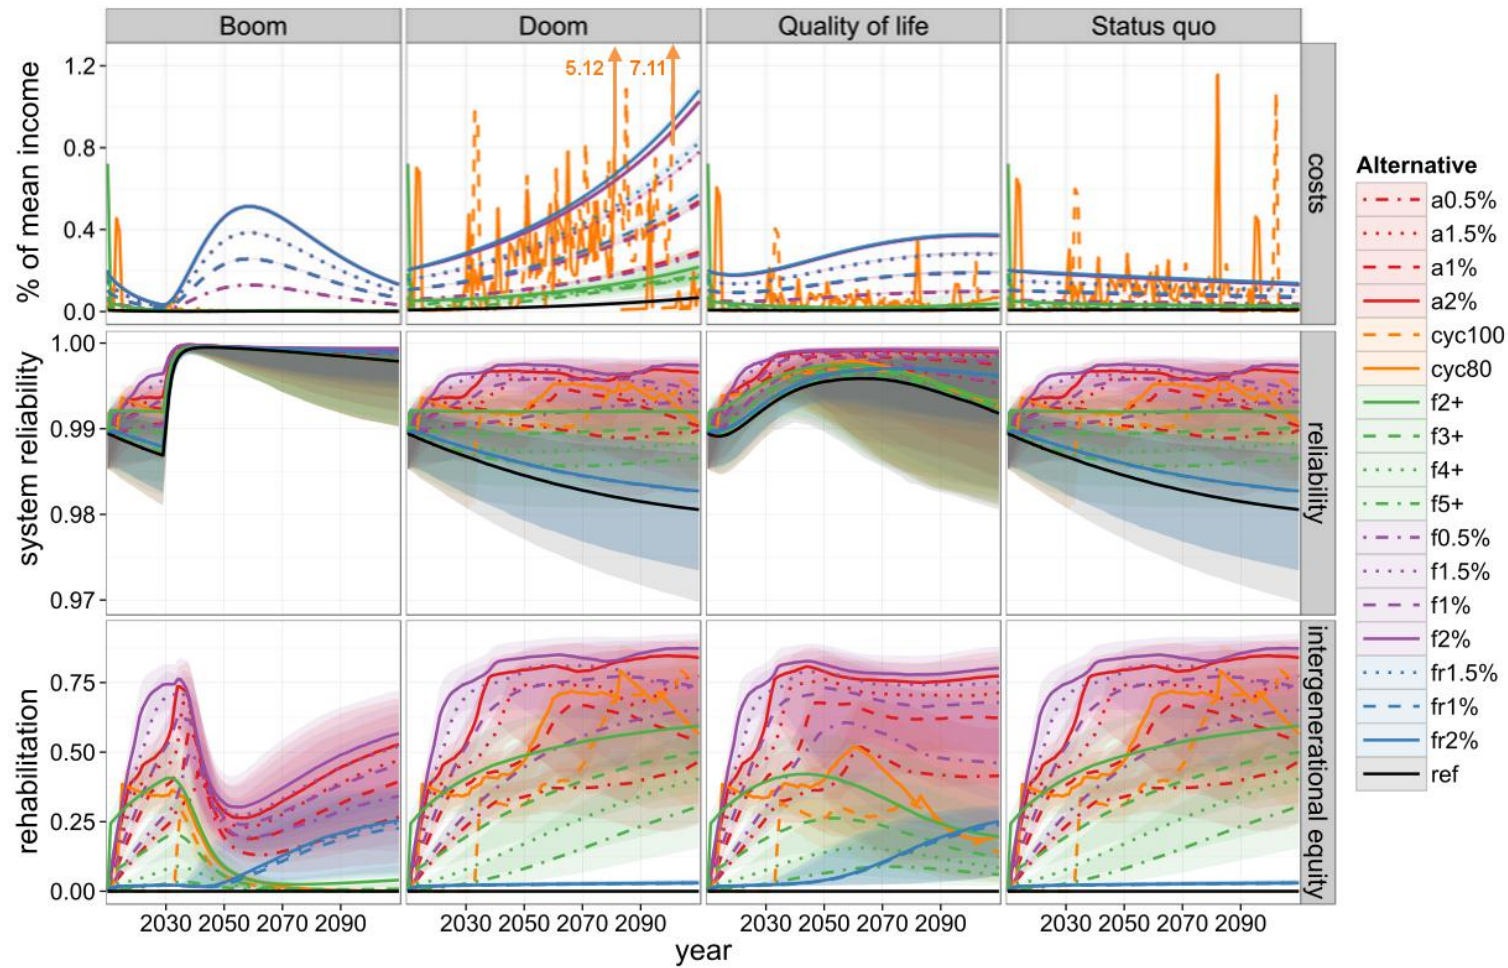 Boom
Doom
Quality of life
Status quo
% of mean income
1.2
0.8
0.4
0.0
5.12
7.11
costs
system reliability
1.00
0.99
0.98
0.97
reliability
rehabilitation
0.75
0.50
0.25
0.00
intergenerational equity
2030 2050 2070 2090
2030 2050 2070 2090
2030 2050 2070 2090
2030 2050 2070 2090
year
Alternative
a0.5%
a1.5%
a1%
a2%
cyc100
cyc80
f2+
f3+
f4+
f5+
f0.5%
f1.5%
f1%
f2%
fr1.5%
fr1%
fr2%
ref